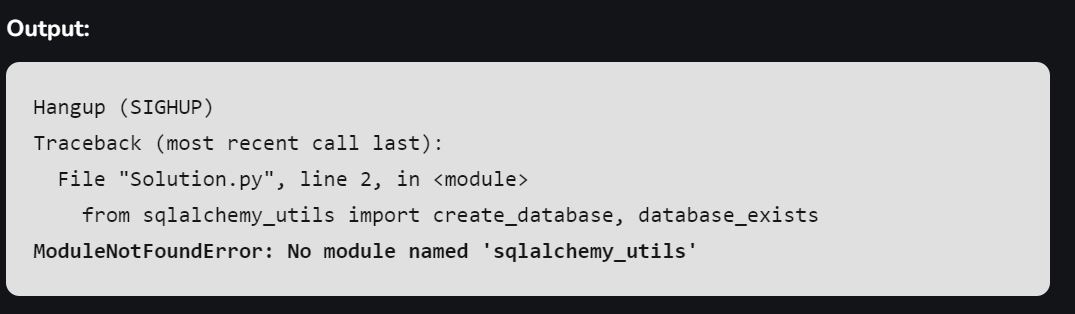 Output:
Hangup (SIGHUP)
Traceback (most recent call last):
  File "Solution.py", line 2, in <module>
    from sqlalchemy_utils import create_database, database_exists
ModuleNotFoundError: No module named 'sqlalchemy_utils'